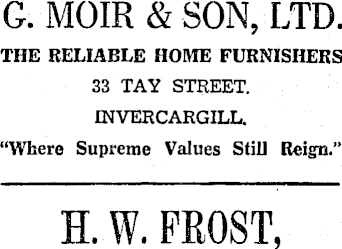 G. MOIR & SON, LTD.
THE RELIABLE HOME FURNISHERS
33 TAY STREET.
INVERCARGILL.
"Where Supreme Values Still Reign."
H. W. FROST,